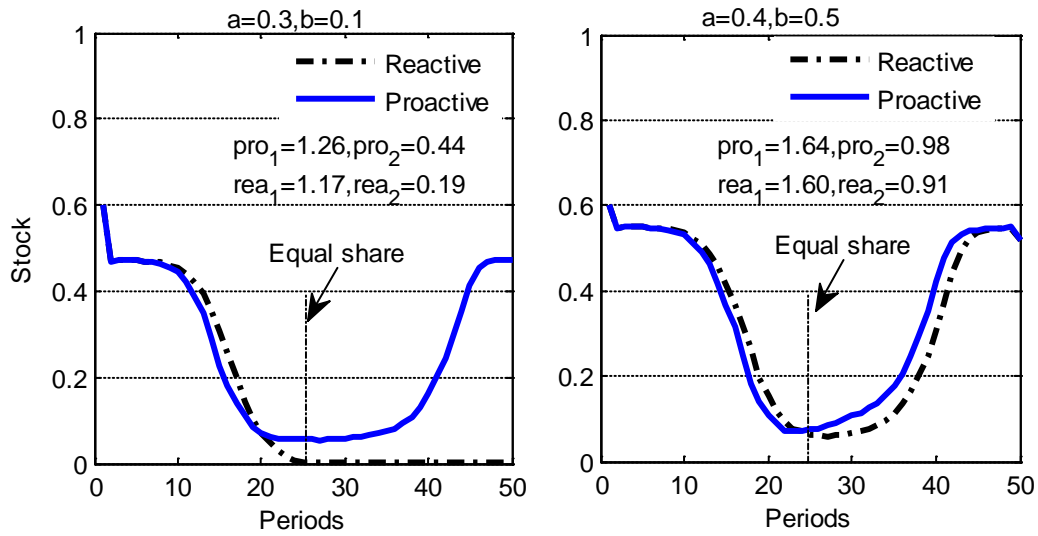 a=0.3,b=0.1
1
0.8
0.6
0.4
0.2
0
Stock
Reactive
Proactive
pro1=1.26,pro2=0.44
rea1=1.17,rea2=0.19
Equal share
0 10 20 30 40 50
Periods
a=0.4,b=0.5
1
0.8
0.6
0.4
0.2
0
Reactive
Proactive
pro1=1.64,pro2=0.98
rea1=1.60,rea2=0.91
Equal share
0 10 20 30 40 50
Periods